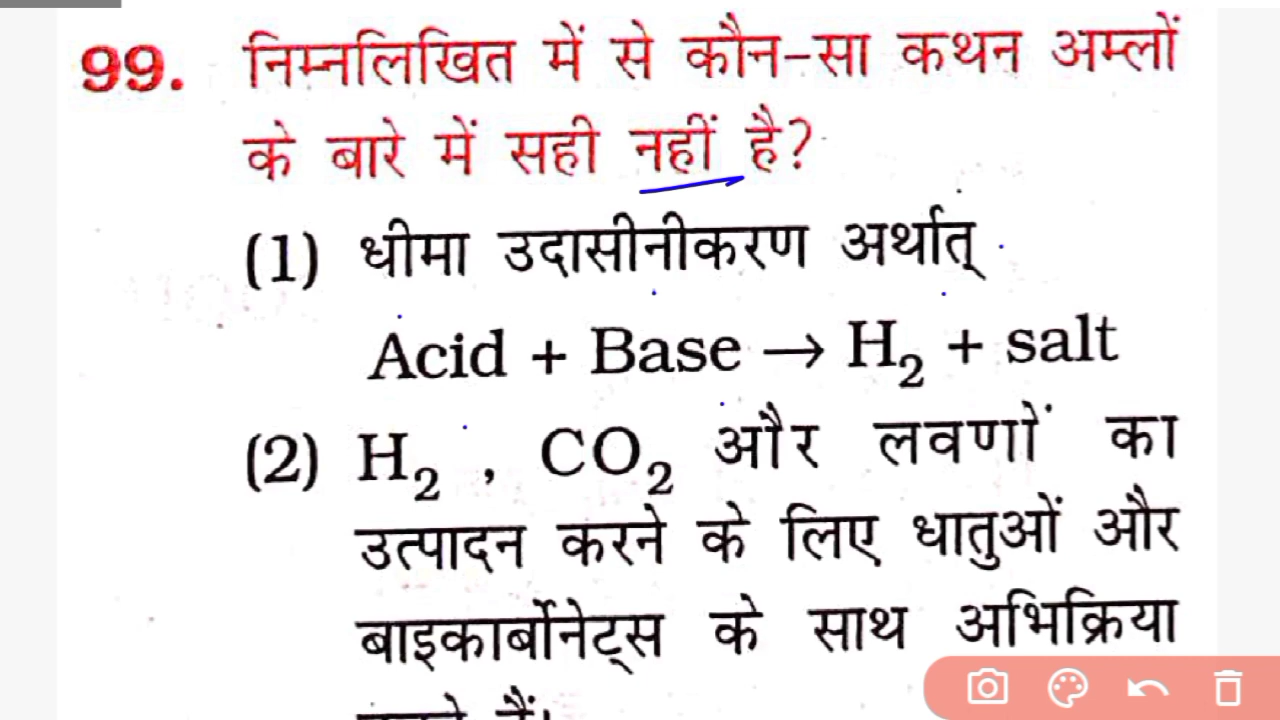 99. निम्नलिखित में से कौन-सा कथन अम्लों
के बारे में सही नहीं है?
(1) धीमा उदासीनीकरण अर्थात्
Acid + Base → H₂ + salt
(2) H₂ , CO₂ और लवणों का
उत्पादन करने के लिए धातुओं और
बाइकार्बोनेट्स के साथ अभिक्रिया